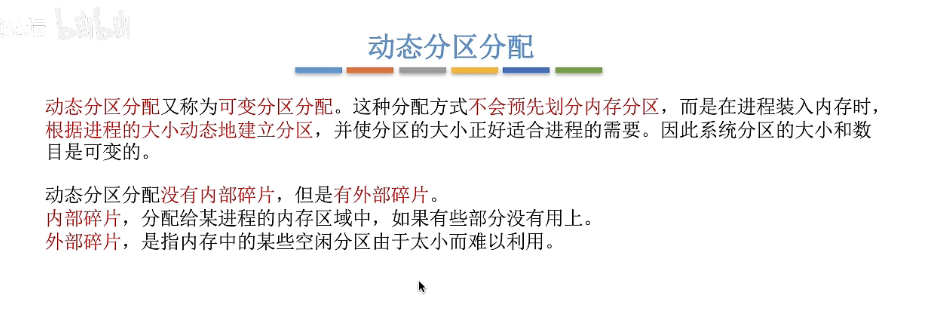 bilibili
动态分区分配
动态分区分配又称为可变分区分配。这种分配方式不会预先划分内存分区，而是在进程装入内存时，
根据进程的大小动态地建立分区，并使分区的大小正好适合进程的需要。因此系统分区的大小和数
目是可变的。
动态分区分配没有内部碎片，但是有外部碎片。
内部碎片，分配给某进程的内存区域中，如果有些部分没有用上。
外部碎片，是指内存中的某些空闲分区由于太小而难以利用。